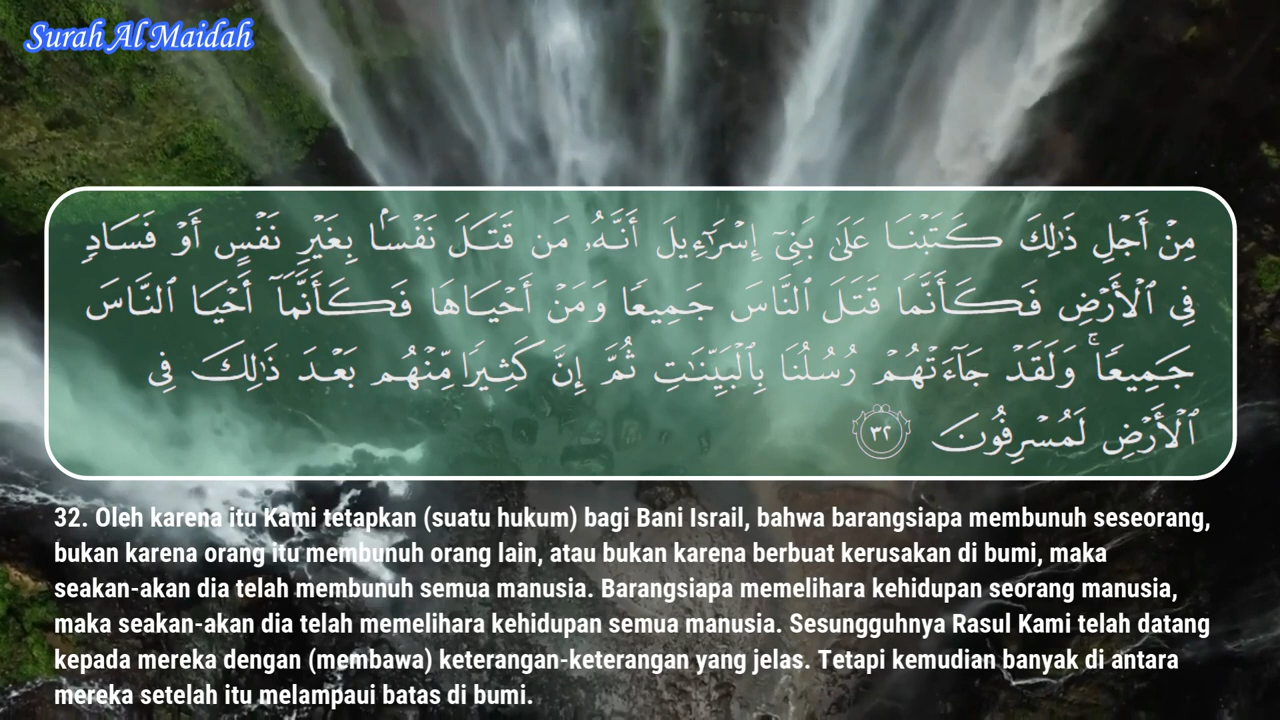 Surah Al Maidah
مِنْ أَجْلِ ذَٰلِكَ كَتَبْنَا عَلَىٰ بَنِىٓ إِسْرَٰٓءِيلَ أَنَّهُۥ مَن قَتَلَ نَفْسًۢا بِغَيْرِ نَفْسٍ أَوْ فَسَادٍ
فِى ٱلْأَرْضِ فَكَأَنَّمَا قَتَلَ ٱلنَّاسَ جَمِيعًا وَمَنْ أَحْيَاهَا فَكَأَنَّمَآ أَحْيَا ٱلنَّاسَ
جَمِيعًا ۚ وَلَقَدْ جَآءَتْهُمْ رُسُلُنَا بِٱلْبَيِّنَٰتِ ثُمَّ إِنَّ كَثِيرًا مِّنْهُم بَعْدَ ذَٰلِكَ فِى
ٱلْأَرْضِ لَمُسْرِفُونَ ٣٢
32. Oleh karena itu Kami tetapkan (suatu hukum) bagi Bani Israil, bahwa barangsiapa membunuh seseorang,
bukan karena orang itu membunuh orang lain, atau bukan karena berbuat kerusakan di bumi, maka
seakan-akan dia telah membunuh semua manusia. Barangsiapa memelihara kehidupan seorang manusia,
maka seakan-akan dia telah memelihara kehidupan semua manusia. Sesungguhnya Rasul Kami telah datang
kepada mereka dengan (membawa) keterangan-keterangan yang jelas. Tetapi kemudian banyak di antara
mereka setelah itu melampaui batas di bumi.